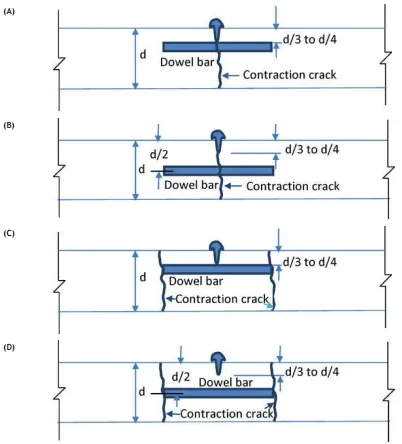 (A)
d/3 to d/4
d
Dowel bar
Contraction crack
(B)
d/2
d/3 to d/4
d
Dowel bar
Contraction crack
(C)
d/3 to d/4
d
Dowel bar
Contraction crack
(D)
d/2
d/3 to d/4
Dowel bar
d
Contraction crack